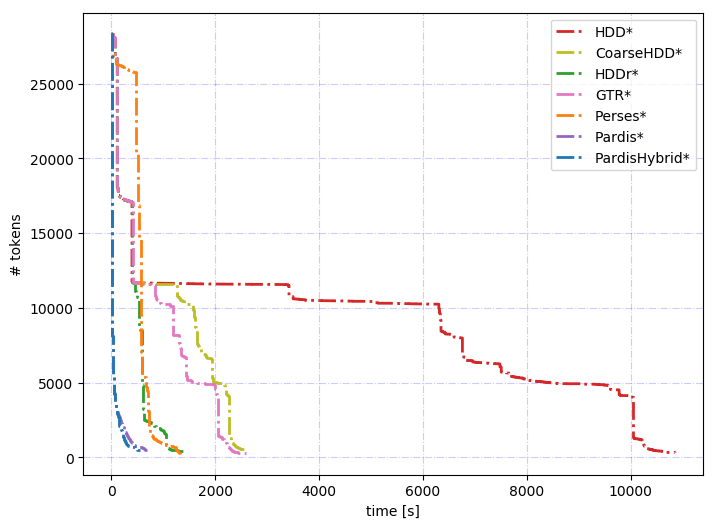 HDD*
CoarseHDD*
HDDr*
GTR*
Perses*
Pardis*
PardisHybrid*
25000
20000
15000
10000
5000
0
# tokens
0 2000 4000 6000 8000 10000
time [s]